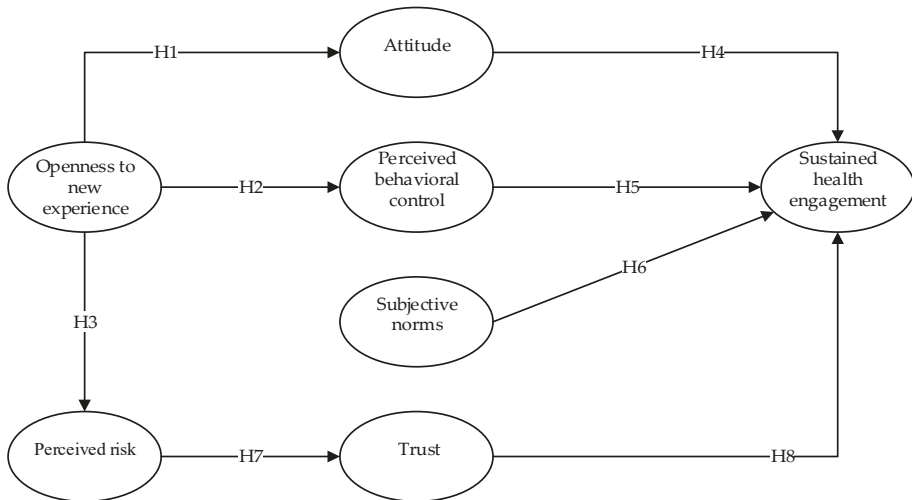 Attitude
H1
H4
Openness to
new
experience
H2
Perceived
behavioral
control
H5
Sustained
health
engagement
H6
Subjective
norms
H3
Perceived risk
H7
Trust
H8